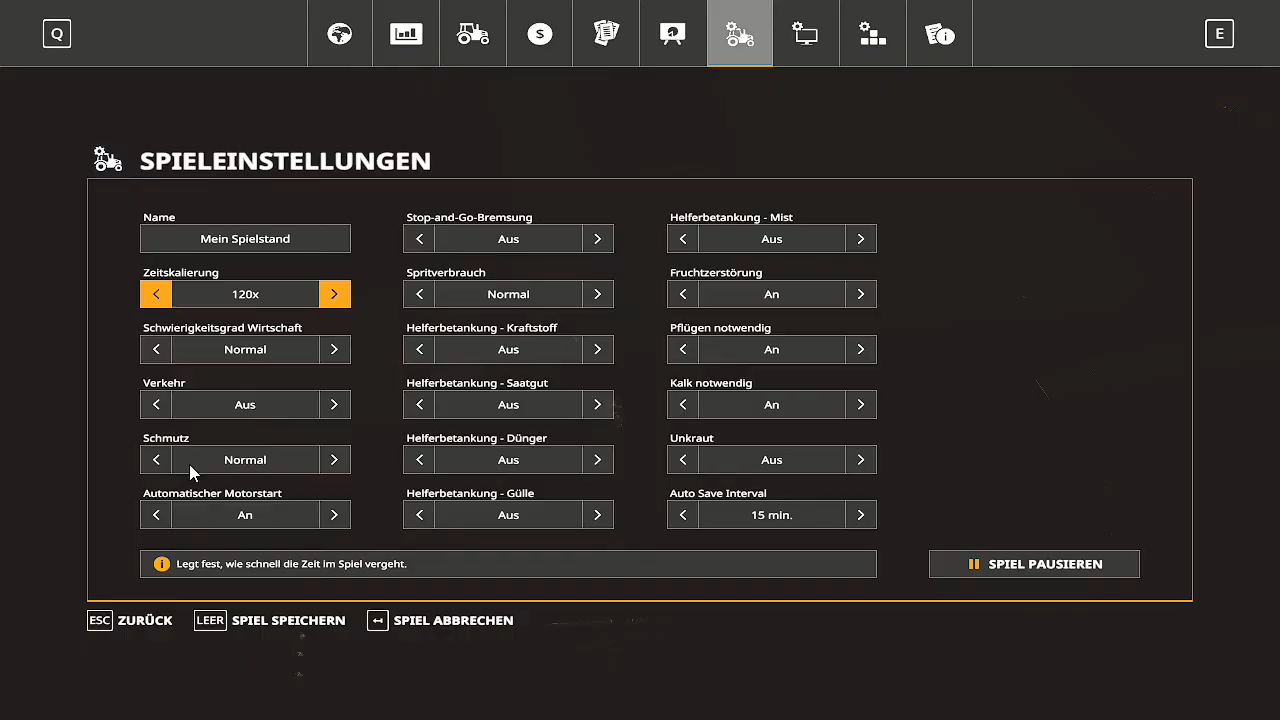 Q
E
SPIELEINSTELLUNGEN
Name
Mein Spielstand
Zeitskalierung
120x
Schwierigkeitsgrad Wirtschaft
Normal
Verkehr
Aus
Schmutz
Normal
Automatischer Motorstart
An
Stop-and-Go-Bremsung
Aus
Spritverbrauch
Normal
Helferbetankung - Kraftstoff
Aus
Helferbetankung - Saatgut
Aus
Helferbetankung - Dünger
Aus
Helferbetankung - Gülle
Aus
Helferbetankung - Mist
Aus
Fruchtzerstörung
An
Pflügen notwendig
An
Kalk notwendig
An
Unkraut
Aus
Auto Save Interval
15 min.
Legt fest, wie schnell die Zeit im Spiel vergeht.
SPIEL PAUSIEREN
ESC ZURÜCK LEER SPIEL SPEICHERN SPIEL ABBRECHEN